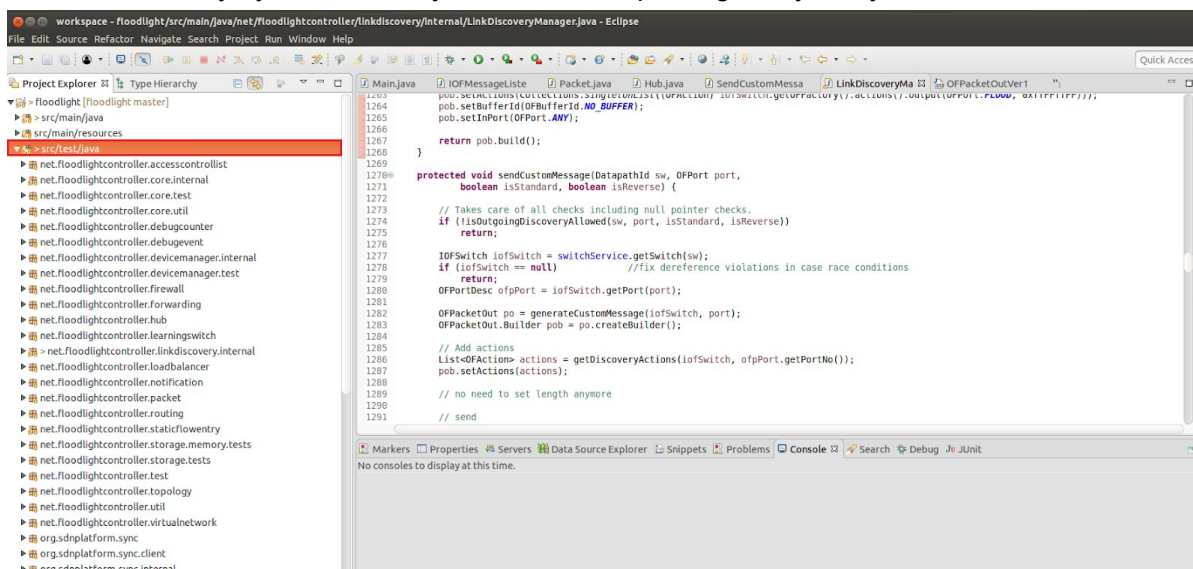 workspace - floodlight/src/main/java/net/floodlightcontroller/linkdiscovery/internal/LinkDiscoveryManager.java - Eclipse
File Edit Source Refactor Navigate Search Project Run Window Help
Quick Acces
Project Explorer Type Hierarchy
Main.java IOFMessageListe Packet.java Hub.java SendCustomMessa LinkDiscoveryMa OFPacketOutVer1
> floodlight [floodlight master]
> src/main/java
src/main/resources
> src/test/java
net.floodlightcontroller.accesscontrollist
net.floodlightcontroller.core.internal
net.floodlightcontroller.core.test
net.floodlightcontroller.core.util
net.floodlightcontroller.debugcounter
net.floodlightcontroller.debugevent
net.floodlightcontroller.devicemanager.internal
net.floodlightcontroller.devicemanager.test
net.floodlightcontroller.firewall
net.floodlightcontroller.forwarding
net.floodlightcontroller.hub
net.floodlightcontroller.learningswitch
> net.floodlightcontroller.linkdiscovery.internal
net.floodlightcontroller.loadbalancer
net.floodlightcontroller.notification
net.floodlightcontroller.packet
net.floodlightcontroller.routing
net.floodlightcontroller.staticflowentry
net.floodlightcontroller.storage.memory.tests
net.floodlightcontroller.storage.tests
net.floodlightcontroller.test
net.floodlightcontroller.topology
net.floodlightcontroller.util
net.floodlightcontroller.virtualnetwork
org.sdnplatform.sync
org.sdnplatform.sync.client
org.sdnplatform.sync.internal
1264 pob.setBufferId(OFBufferId.NO_BUFFER);
1265 pob.setInPort(OFPort.ANY);
1266
1267 return pob.build();
1268 }
1269
1270 protected void sendCustomMessage(DatapathId sw, OFPort port,
1271 boolean isStandard, boolean isReverse) {
1272
1273 // Takes care of all checks including null pointer checks.
1274 if (!isOutgoingDiscoveryAllowed(sw, port, isStandard, isReverse))
1275 return;
1276
1277 IOFSwitch iofSwitch = switchService.getSwitch(sw);
1278 if (iofSwitch == null) //fix dereference violations in case race conditions
1279 return;
1280 OFPortDesc ofpPort = iofSwitch.getPort(port);
1281
1282 OFPacketOut po = generateCustomMessage(iofSwitch, port);
1283 OFPacketOut.Builder pob = po.createBuilder();
1284
1285 // Add actions
1286 List<OFAction> actions = getDiscoveryActions(iofSwitch, ofpPort.getPortNo());
1287 pob.setActions(actions);
1288
1289 // no need to set length anymore
1290
1291 // send
Markers Properties Servers Data Source Explorer Snippets Problems Console Search Debug JUnit
No consoles to display at this time.